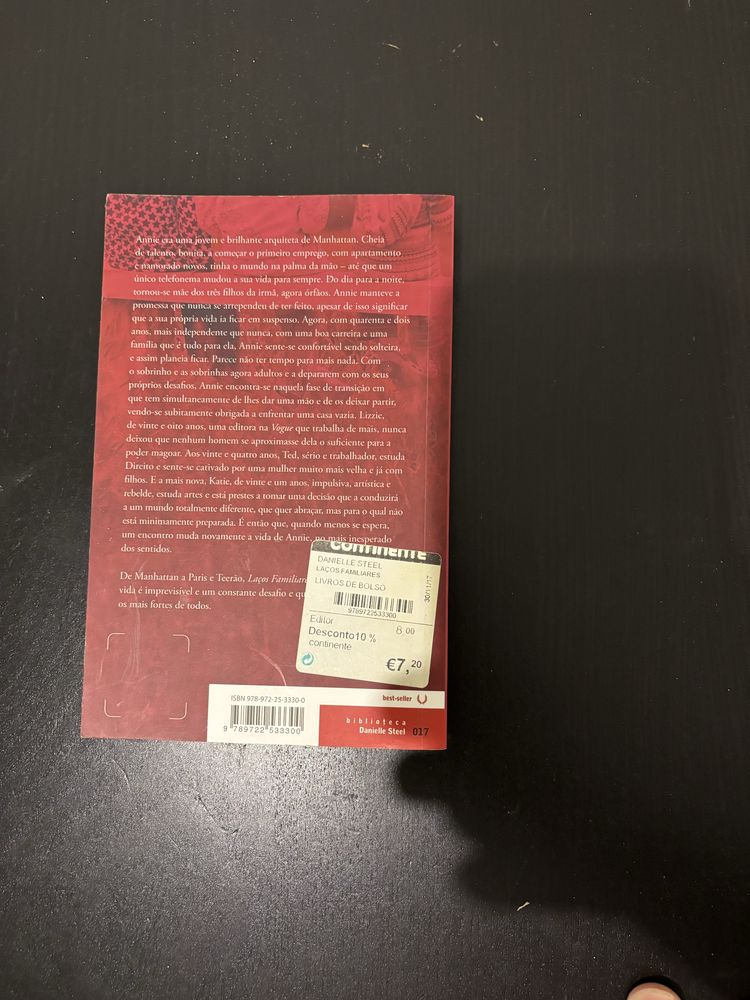 Annie era uma jovem e brilhante arquiteta de Manhattan. Cheia
de talento, bonita, a começar o primeiro emprego, com apartamento
e namorado novos, tinha o mundo na palma da mão – até que um
único telefonema mudou a sua vida para sempre. Do dia para a noite,
tornou-se mãe dos três filhos da irmã, agora órfãos. Annie manteve a
promessa que nunca se arrependeu de ter feito, apesar de isso significar
que a sua própria vida ia ficar em suspenso. Agora, com quarenta e dois
anos, mais independente que nunca, com uma boa carreira e uma
família que é tudo para ela, Annie sente-se confortável sendo solteira,
e assim planeia ficar. Parece não ter tempo para mais nada. Com
o sobrinho e as sobrinhas agora adultos e a depararem com os seus
próprios desafios, Annie encontra-se naquela fase de transição em
que tem simultaneamente de lhes dar uma mão e de os deixar partir,
vendo-se subitamente obrigada a enfrentar uma casa vazia. Lizzie,
de vinte e oito anos, uma editora na Vogue que trabalha de mais, nunca
deixou que nenhum homem se aproximasse dela o suficiente para a
poder magoar. Aos vinte e quatro anos, Ted, sério e trabalhador, estuda
Direito e sente-se cativado por uma mulher muito mais velha e já com
filhos. E a mais nova, Katie, de vinte e um anos, impulsiva, artística e
rebelde, estuda artes e está prestes a tomar uma decisão que a conduzirá
a um mundo totalmente diferente, que quer abraçar, mas para o qual não
está minimamente preparada. É então que, quando menos se espera,
um encontro muda novamente a vida de Annie, no mais inesperado
dos sentidos.
De Manhattan a Paris e Teerão, Laços Familiares
vida é imprevisível e um constante desafio e qu
os mais fortes de todos.
continente
DANIELLE STEEL
LAÇOS FAMILIARES
LIVROS DE BOLSO
30/11/17
9789722533300
Editor 8,00
Desconto 10 %
continente
€7,20
ISBN 978-972-25-3330-0
9 789722 533300
best-seller
biblioteca
Danielle Steel 017